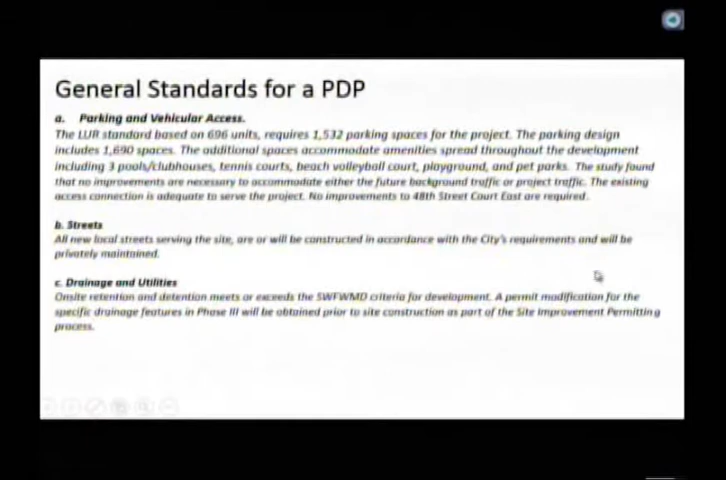 General Standards for a PDP
a. Parking and Vehicular Access.
The LUR standard based on 696 units, requires 1,532 parking spaces for the project. The parking design
includes 1,690 spaces. The additional spaces accommodate amenities spread throughout the development
including 3 pools/clubhouses, tennis courts, beach volleyball court, playground, and pet parks. The study found
that no improvements are necessary to accommodate either the future background traffic or project traffic. The existing
access connection is adequate to serve the project. No improvements to 48th Street Court East are required.
b. Streets
All new local streets serving the site, are or will be constructed in accordance with the City's requirements and will be
privately maintained.
c. Drainage and Utilities
Onsite retention and detention meets or exceeds the SWFWMD criteria for development. A permit modification for the
specific drainage features in Phase III will be obtained prior to site construction as part of the Site Improvement Permitting
process.